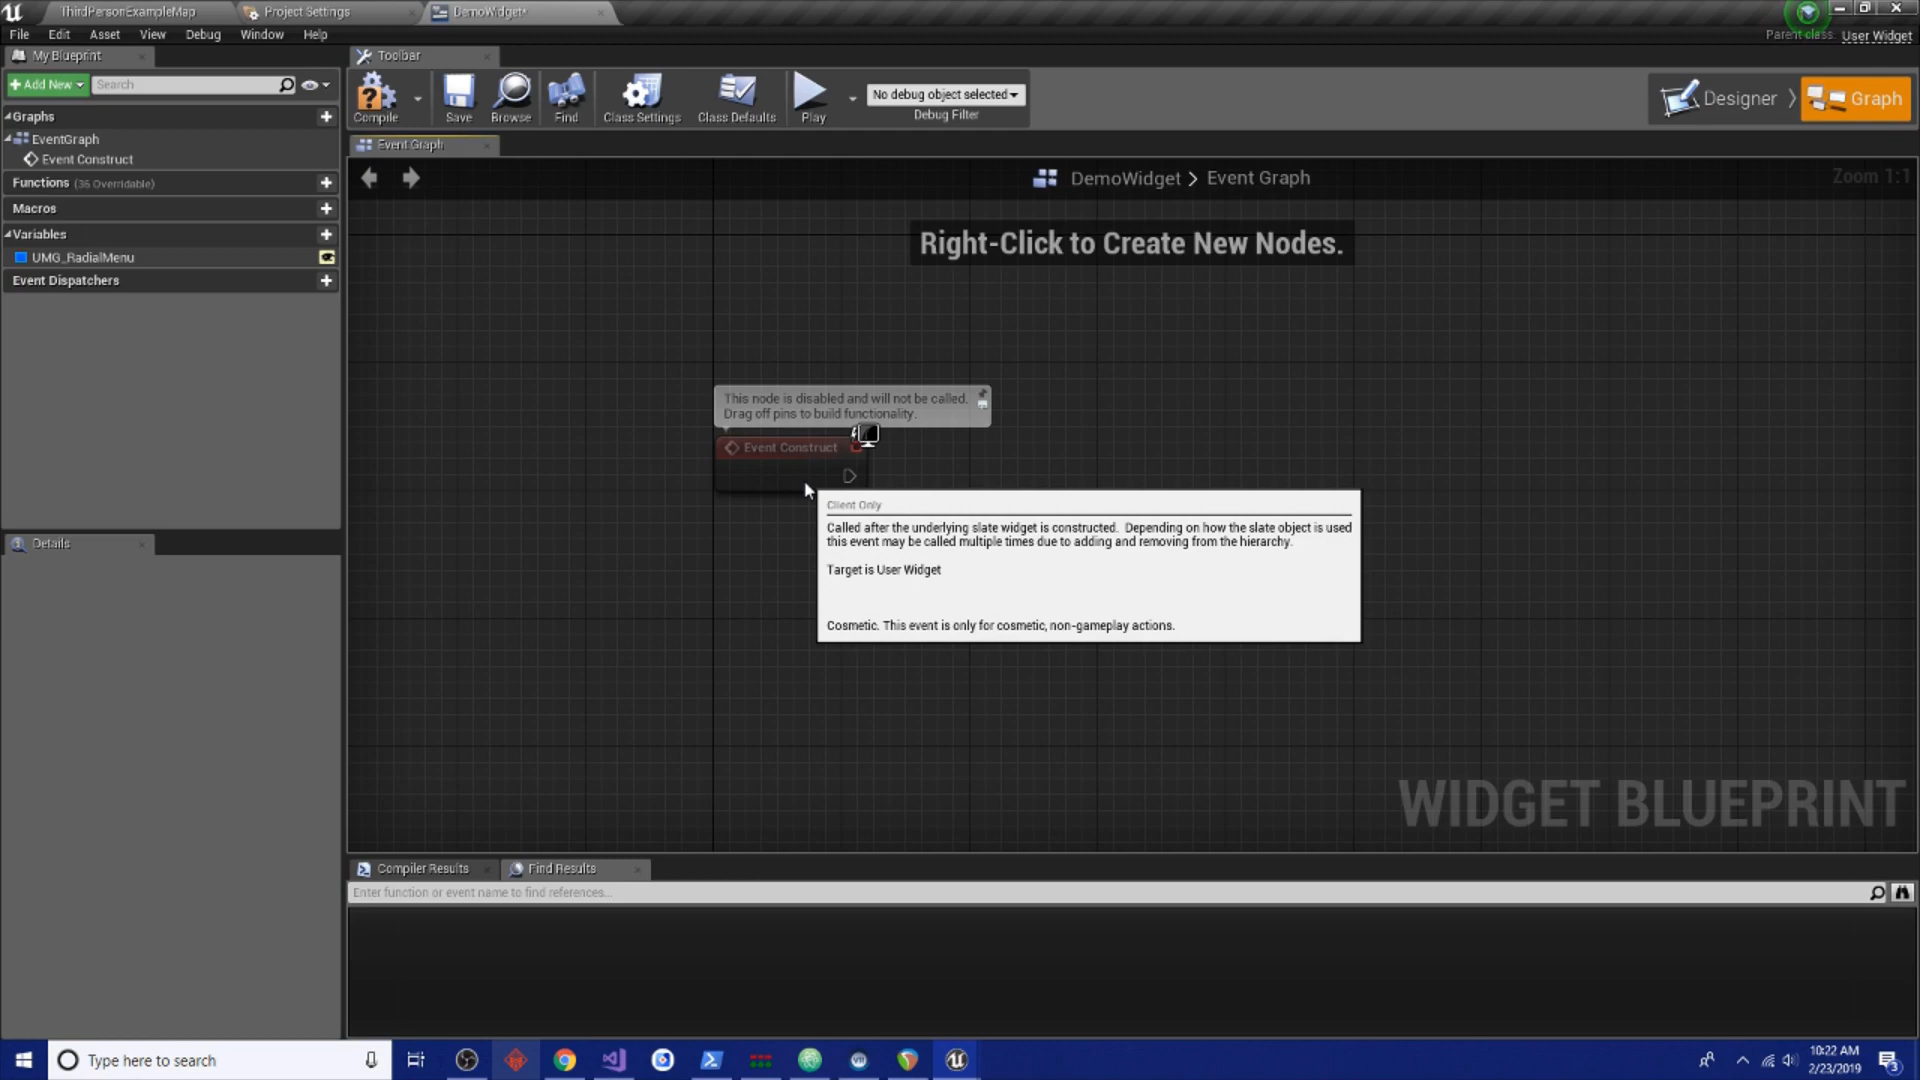 ThirdPersonExampleMap
Project Settings
DemoWidget*
File Edit Asset View Debug Window Help
Parent class: User Widget
My Blueprint
Toolbar
+Add New
Search
Compile
Save
Browse
Find
Class Settings
Class Defaults
Play
No debug object selected
Debug Filter
Designer
Graph
Graphs
EventGraph
Event Construct
Functions (36 Overridable)
Macros
Variables
UMG_RadialMenu
Event Dispatchers
Event Graph
DemoWidget > Event Graph
Zoom 1:1
Right-Click to Create New Nodes.
This node is disabled and will not be called.
Drag off pins to build functionality.
Event Construct
Client Only
Called after the underlying slate widget is constructed. Depending on how the slate object is used
this event may be called multiple times due to adding and removing from the hierarchy.
Target is User Widget
Cosmetic. This event is only for cosmetic, non-gameplay actions.
Details
WIDGET BLUEPRINT
Compiler Results
Find Results
Enter function or event name to find references...
Type here to search
10:22 AM
2/23/2019
3